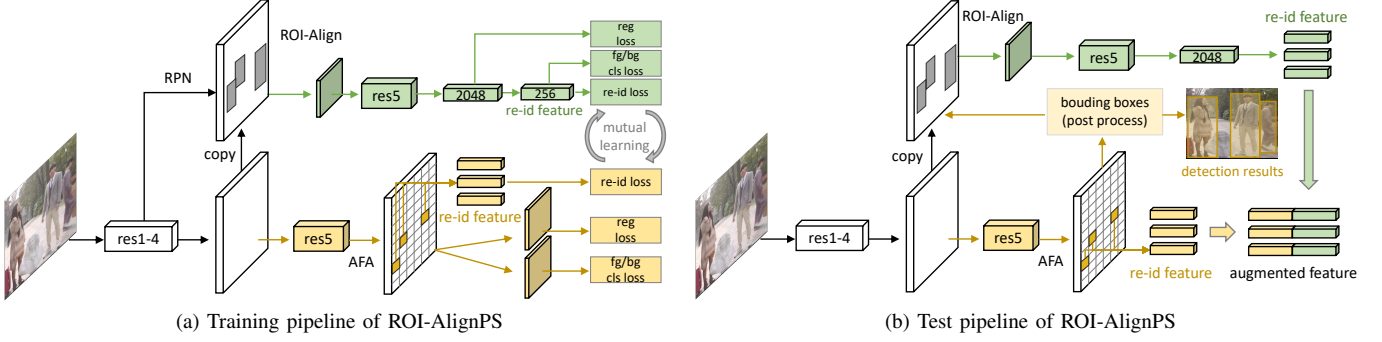 ROI-Align
RPN
res5
2048
256
re-id feature
reg
loss
fg/bg
cls loss
re-id loss
mutual
learning
copy
res1-4
res5
AFA
re-id feature
re-id loss
reg
loss
fg/bg
cls loss
(a) Training pipeline of ROI-AlignPS
ROI-Align
res5
2048
re-id feature
bouding boxes
(post process)
detection results
copy
res1-4
res5
AFA
re-id feature
augmented feature
(b) Test pipeline of ROI-AlignPS